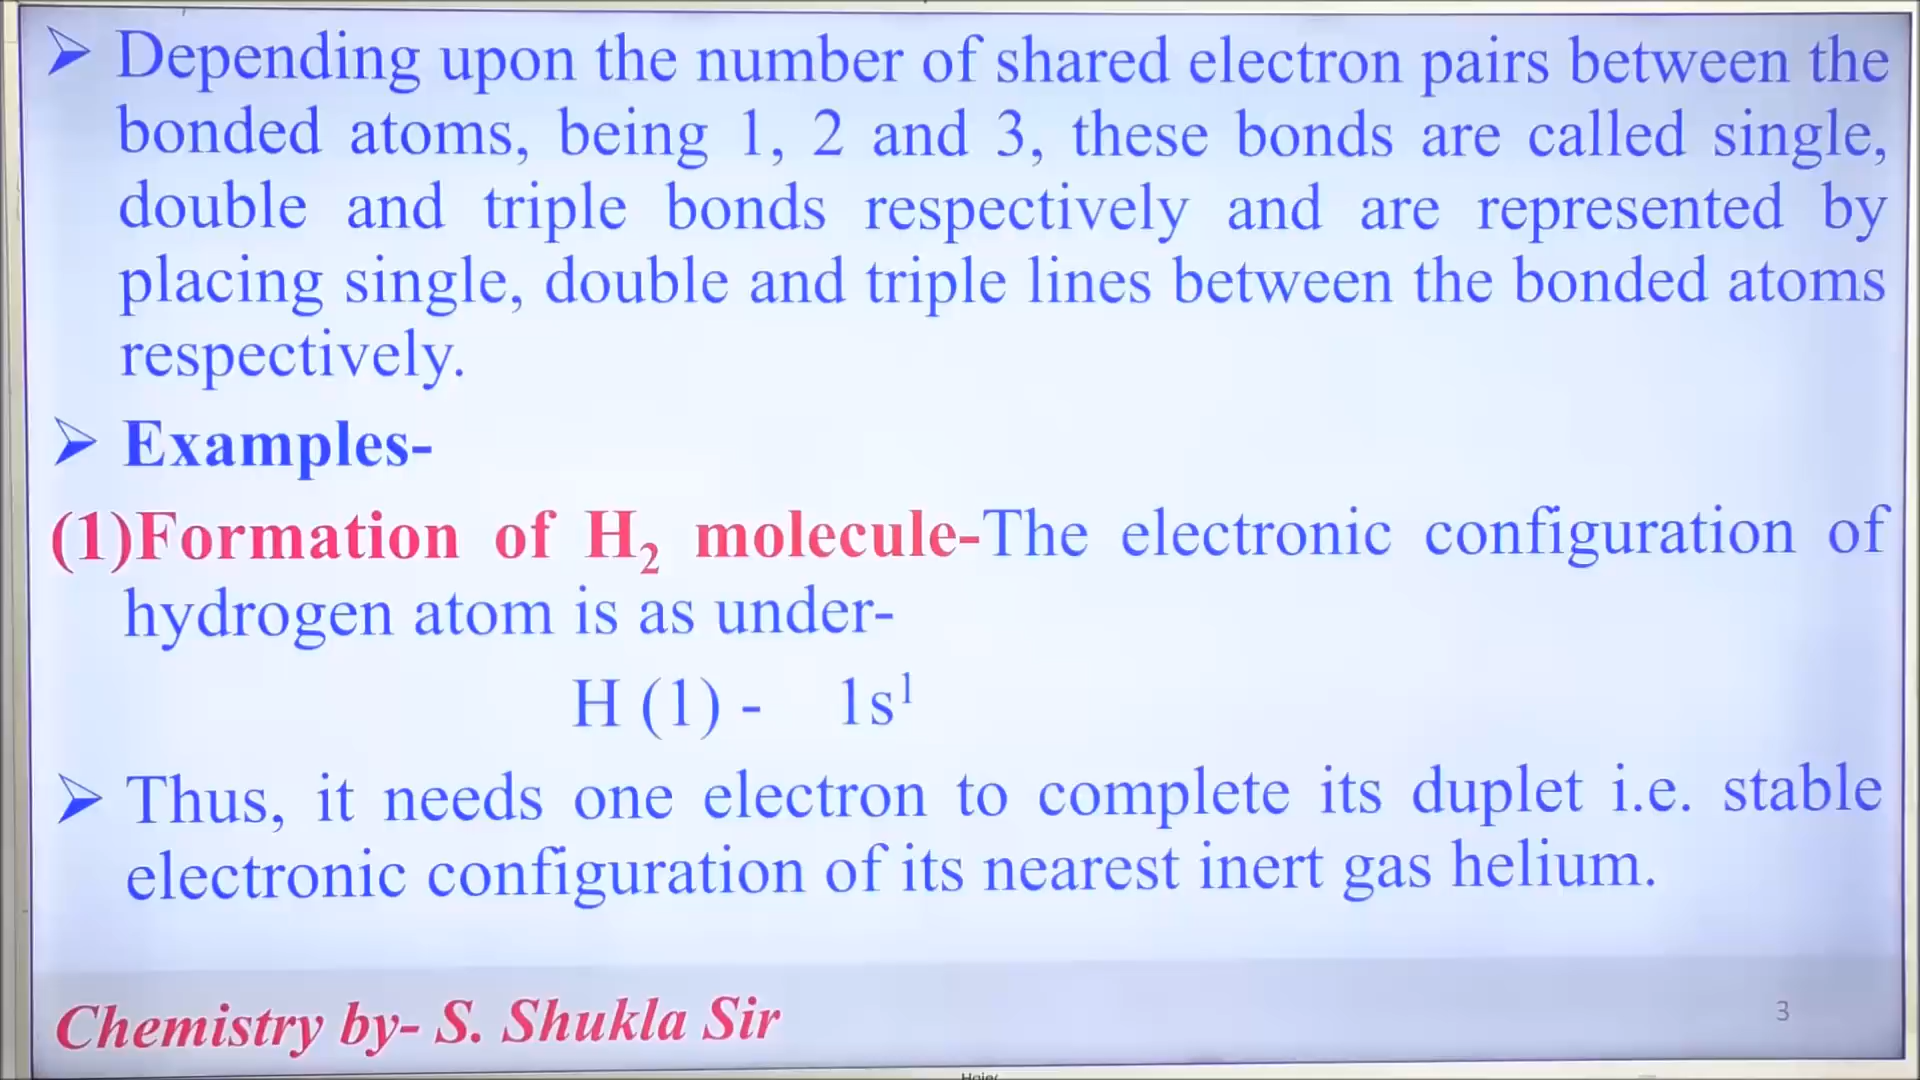 ➢ Depending upon the number of shared electron pairs between the
bonded atoms, being 1, 2 and 3, these bonds are called single,
double and triple bonds respectively and are represented by
placing single, double and triple lines between the bonded atoms
respectively.
➢ Examples-
(1)Formation of H₂ molecule-The electronic configuration of
hydrogen atom is as under-
H (1) - 1s¹
➢ Thus, it needs one electron to complete its duplet i.e. stable
electronic configuration of its nearest inert gas helium.
Chemistry by- S. Shukla Sir
3
Haier